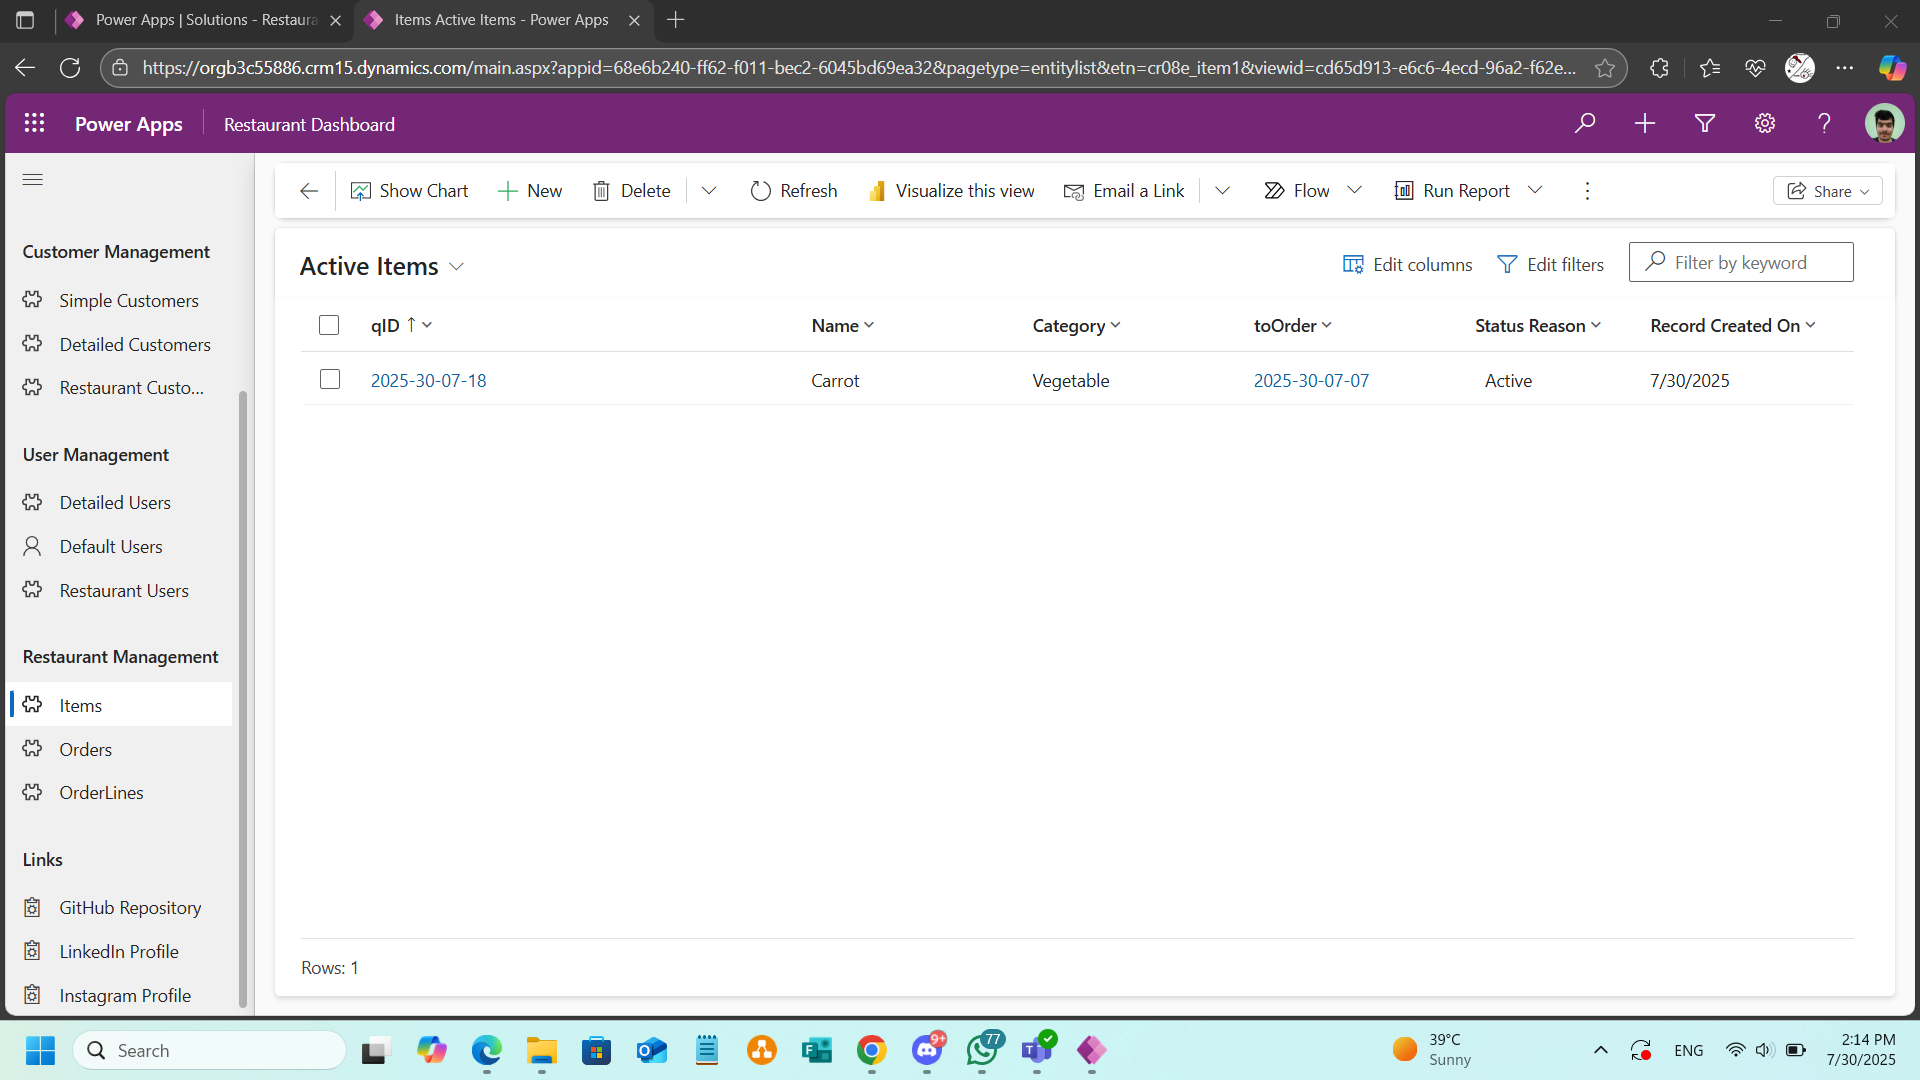 Power Apps | Solutions - Restaura
Items Active Items - Power Apps
https://orgb3c55886.crm15.dynamics.com/main.aspx?appid=68e6b240-ff62-f011-bec2-6045bd69ea32&pagetype=entitylist&etn=cr08e_item1&viewid=cd65d913-e6c6-4ecd-96a2-f62e...
Power Apps
Restaurant Dashboard
Show Chart
New
Delete
Refresh
Visualize this view
Email a Link
Flow
Run Report
Share
Customer Management
Simple Customers
Detailed Customers
Restaurant Custo...
User Management
Detailed Users
Default Users
Restaurant Users
Restaurant Management
Items
Orders
OrderLines
Links
GitHub Repository
LinkedIn Profile
Instagram Profile
Active Items
Edit columns
Edit filters
Filter by keyword
qID ↑ Name Category toOrder Status Reason Record Created On
2025-30-07-18 Carrot Vegetable 2025-30-07-07 Active 7/30/2025
Rows: 1
Search
9+
77
39°C
Sunny
ENG
2:14 PM
7/30/2025